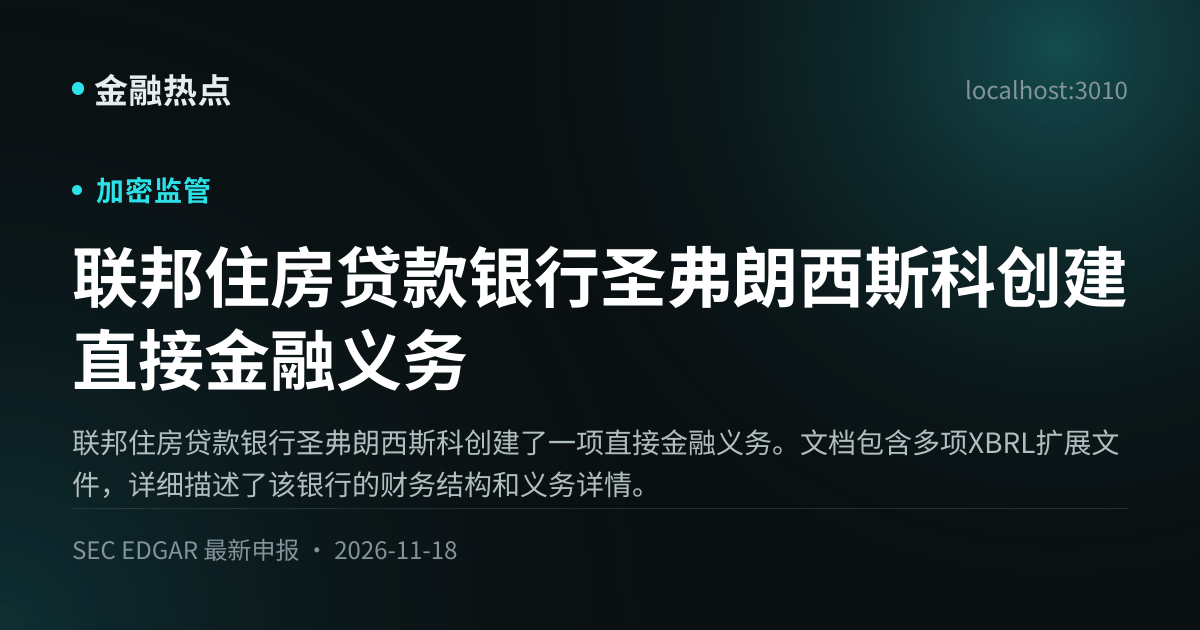 金融热点
localhost:3010
加密监管
联邦住房贷款银行圣弗朗西斯科创建
直接金融义务
联邦住房贷款银行圣弗朗西斯科创建了一项直接金融义务。文档包含多项XBRL扩展文
件，详细描述了该银行的财务结构和义务详情。
SEC EDGAR 最新申报 · 2026-11-18